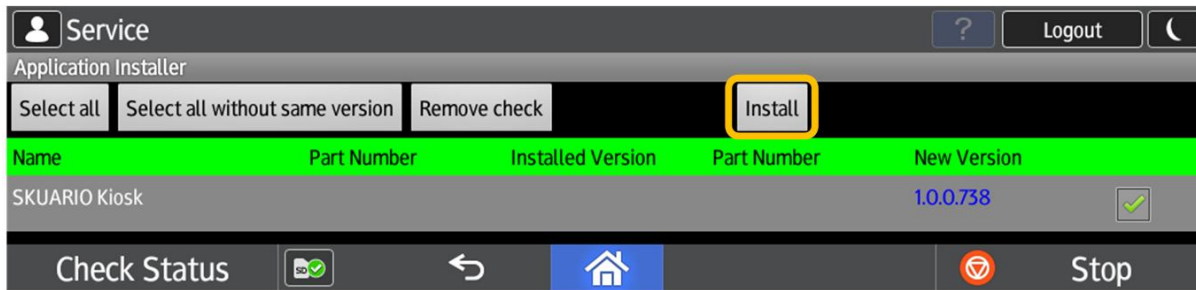 Service ? Logout
Application Installer
Select all Select all without same version Remove check Install
Name Part Number Installed Version Part Number New Version
SKUARIO Kiosk 1.0.0.738
Check Status SD Stop